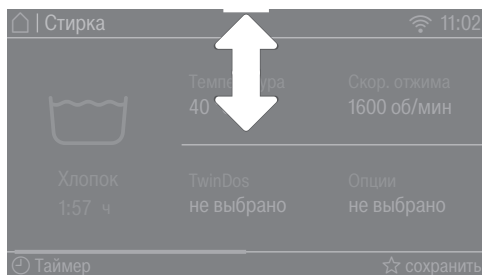 | Стирка 11:02
Температура Скор. отжима
40 1600 об/мин
Хлопок TwinDos Опции
1:57 ч не выбрано не выбрано
Таймер сохранить